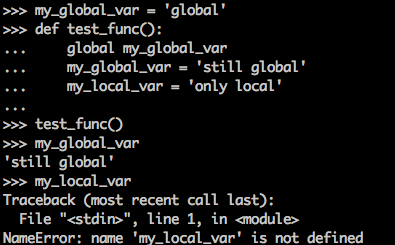 >>> my_global_var = 'global'
>>> def test_func():
...     global my_global_var
...     my_global_var = 'still global'
...     my_local_var = 'only local'
...
>>> test_func()
>>> my_global_var
'still global'
>>> my_local_var
Traceback (most recent call last):
  File "<stdin>", line 1, in <module>
NameError: name 'my_local_var' is not defined